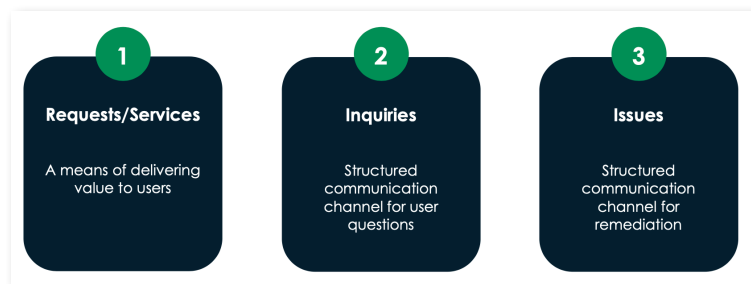 1
Requests/Services
A means of delivering
value to users
2
Inquiries
Structured
communication
channel for user
questions
3
Issues
Structured
communication
channel for
remediation